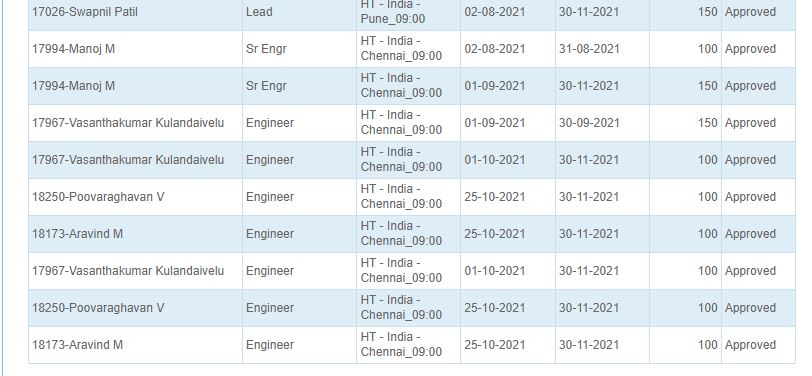 17026-Swapnil Patil Lead HT - India - Pune_09:00 02-08-2021 30-11-2021 150 Approved
17994-Manoj M Sr Engr HT - India - Chennai_09:00 02-08-2021 31-08-2021 100 Approved
17994-Manoj M Sr Engr HT - India - Chennai_09:00 01-09-2021 30-11-2021 150 Approved
17967-Vasanthakumar Kulandaivelu Engineer HT - India - Chennai_09:00 01-09-2021 30-09-2021 150 Approved
17967-Vasanthakumar Kulandaivelu Engineer HT - India - Chennai_09:00 01-10-2021 30-11-2021 100 Approved
18250-Poovaraghavan V Engineer HT - India - Chennai_09:00 25-10-2021 30-11-2021 100 Approved
18173-Aravind M Engineer HT - India - Chennai_09:00 25-10-2021 30-11-2021 100 Approved
17967-Vasanthakumar Kulandaivelu Engineer HT - India - Chennai_09:00 01-10-2021 30-11-2021 100 Approved
18250-Poovaraghavan V Engineer HT - India - Chennai_09:00 25-10-2021 30-11-2021 100 Approved
18173-Aravind M Engineer HT - India - Chennai_09:00 25-10-2021 30-11-2021 100 Approved